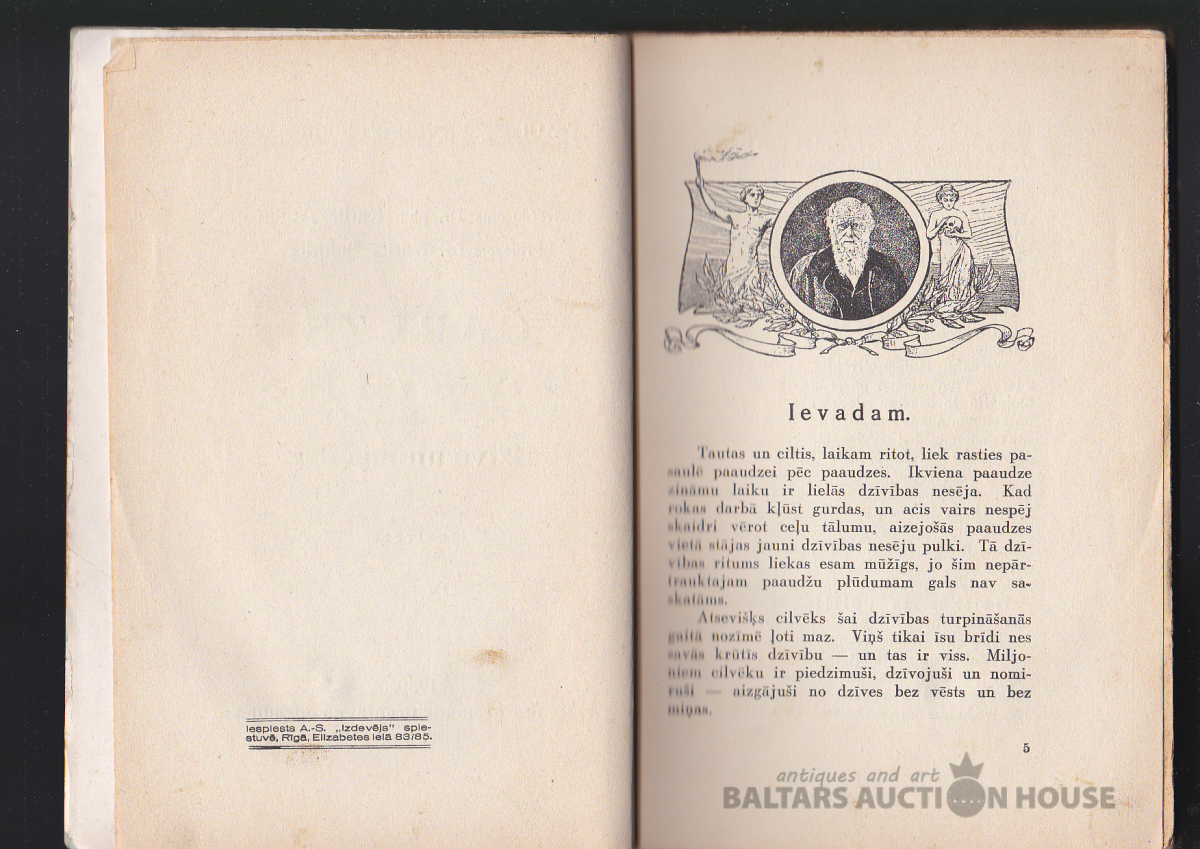 Iespiests A.-S. „Izdevējs“ spie-
stuvē, Rīgā, Elizabetes ielā 83/85.
Ievadam.
Tautas un ciltis, laikam ritot, liek rasties pa-
saulē paaudzei pēc paaudzes. Ikviena paaudze
zināmu laiku ir lielās dzīvības nesēja. Kad
rokas darbā kļūst gurdas, un acis vairs nespēj
skaidri vērot ceļu tālumu, aizejošās paaudzes
vietā stājas jauni dzīvības nesēju pulki. Tā dzī-
vības ritums liekas esam mūžīgs, jo šim nepār-
trauktajam paaudžu plūdumam gals nav sa-
skatāms.
Atsevišķs cilvēks šai dzīvības turpināšanās
gaitā nozīmē ļoti maz. Viņš tikai īsu brīdi nes
savās krūtīs dzīvību — un tas ir viss. Miljo-
niem cilvēku ir piedzimuši, dzīvojuši un nomi-
ruši — aizgājuši no dzīves bez vēsts un bez
miņas.
5
antiques and art
BALTARS AUCTION HOUSE